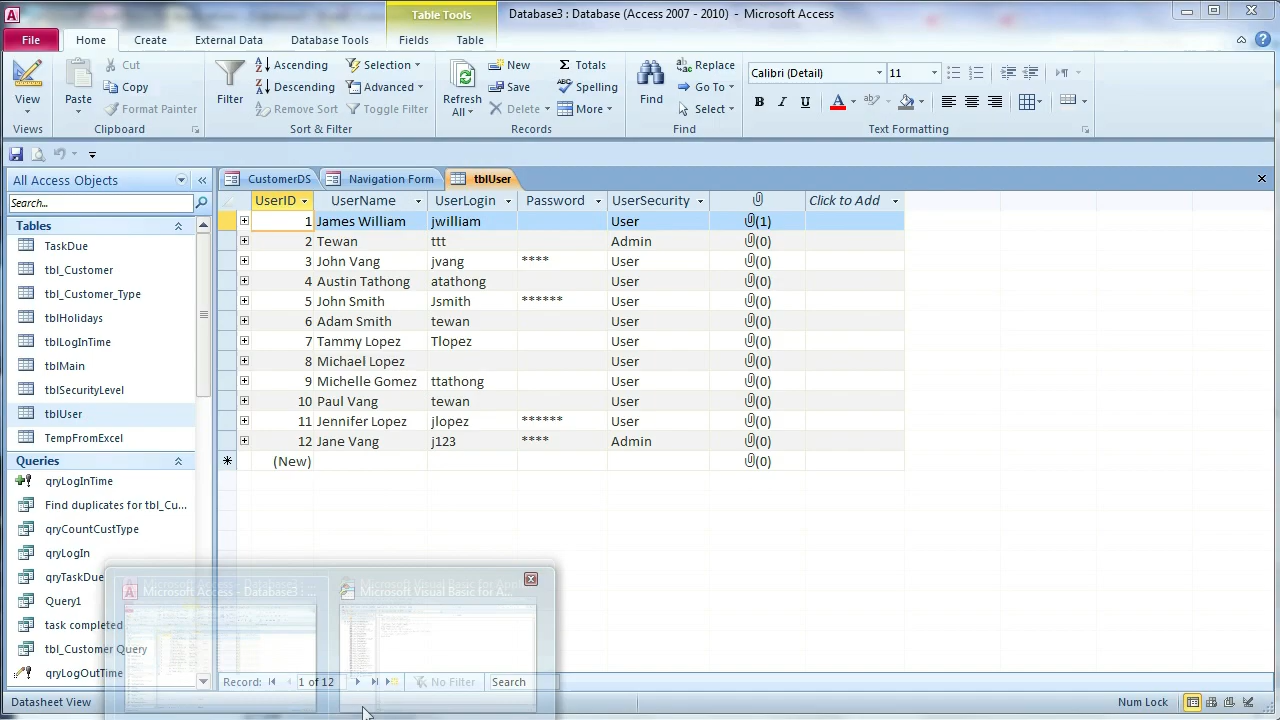 Table Tools
Database3 : Database (Access 2007 - 2010) - Microsoft Access
File Home Create External Data Database Tools Fields Table
View
Views
Paste
Cut
Copy
Format Painter
Clipboard
Filter
Ascending
Descending
Remove Sort
Selection
Advanced
Toggle Filter
Sort & Filter
Refresh
All
New
Save
Delete
Totals
Spelling
More
Records
Find
Replace
Go To
Select
Find
Calibri (Detail) 11
B I U A
Text Formatting
All Access Objects
Search...
Tables
TaskDue
tbl_Customer
tbl_Customer_Type
tblHolidays
tblLogInTime
tblMain
tblSecurityLevel
tblUser
TempFromExcel
Queries
qryLogInTime
Find duplicates for tbl_Cu...
qryCountCustType
qryLogIn
qryTaskDue
Query1
task completed
tbl_Customer Query
qryLogOutTime
CustomerDS Navigation Form tblUser
UserID UserName UserLogin Password UserSecurity Click to Add
1 James William jwilliam User (1)
2 Tewan ttt Admin (0)
3 John Vang jvang **** User (0)
4 Austin Tathong atathong User (0)
5 John Smith Jsmith **** User (0)
6 Adam Smith tewan User (0)
7 Tammy Lopez Tlopez User (0)
8 Michael Lopez User (0)
9 Michelle Gomez ttathong User (0)
10 Paul Vang tewan User (0)
11 Jennifer Lopez jlopez ****** User (0)
12 Jane Vang j123 *** Admin (0)
(New) (0)
Microsoft Access - Database3 : ...
Microsoft Visual Basic for A...
Record: 1 of 12 No Filter Search
Datasheet View
Num Lock